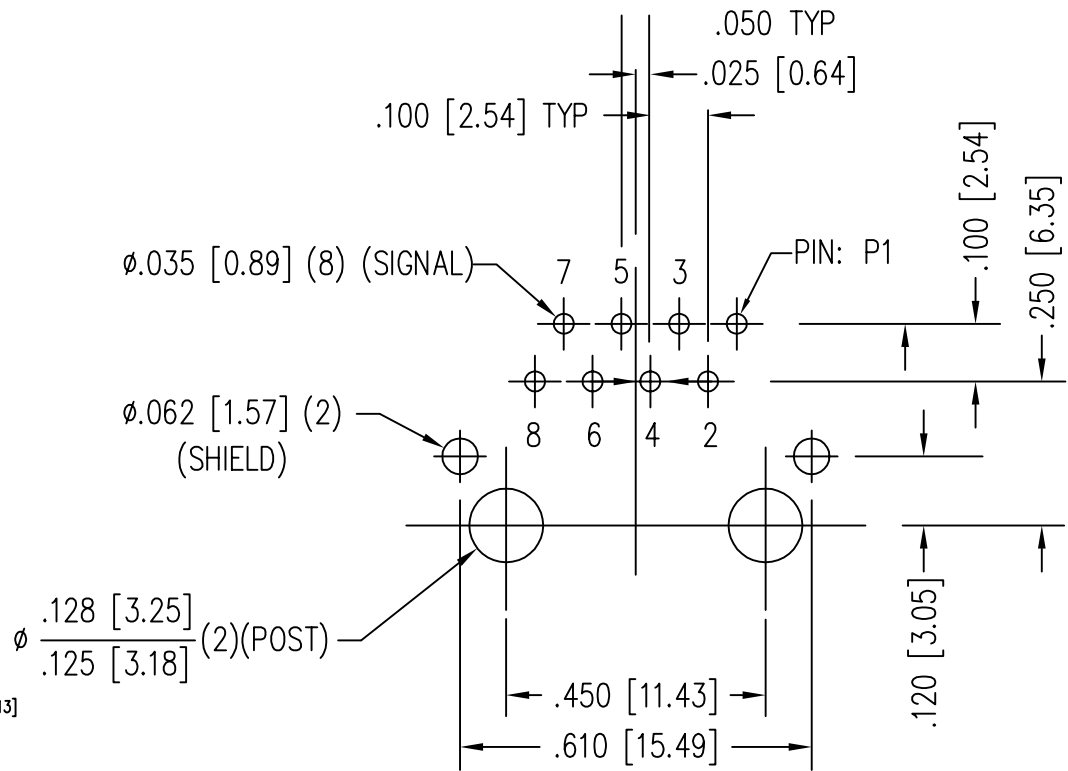 .050 TYP
.025 [0.64]
.100 [2.54] TYP
.100 [2.54]
.250 [6.35]
ø.035 [0.89] (8) (SIGNAL)
7 5 3
PIN: P1
ø.062 [1.57] (2)
(SHIELD)
8 6 4 2
ø .128 [3.25]
.125 [3.18] (2)(POST)
.120 [3.05]
.450 [11.43]
.610 [15.49]